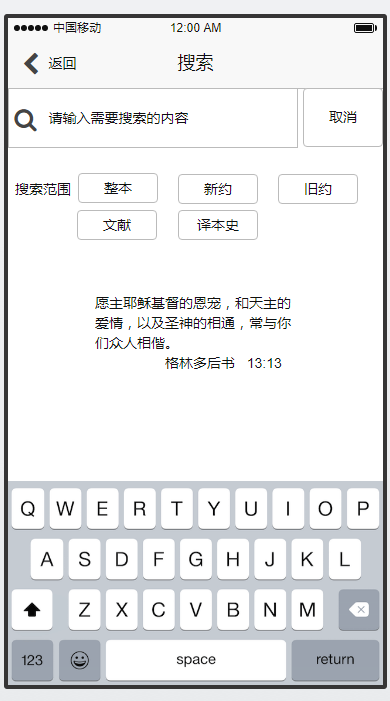 中国移动 12:00 AM
返回 搜索
请输入需要搜索的内容 取消
搜索范围 整本 新约 旧约
文献 译本史
愿主耶稣基督的恩宠，和天主的
爱情，以及圣神的相通，常与你
们众人相偕。
格林多后书 13:13
Q W E R T Y U I O P
A S D F G H J K L
Z X C V B N M
123 space return